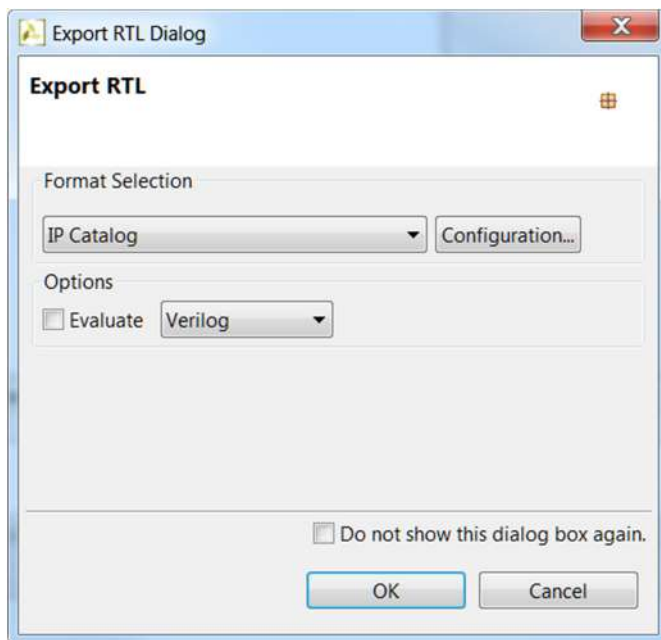 Export RTL Dialog
Export RTL
Format Selection
IP Catalog Configuration...
Options
Evaluate Verilog
Do not show this dialog box again.
OK Cancel